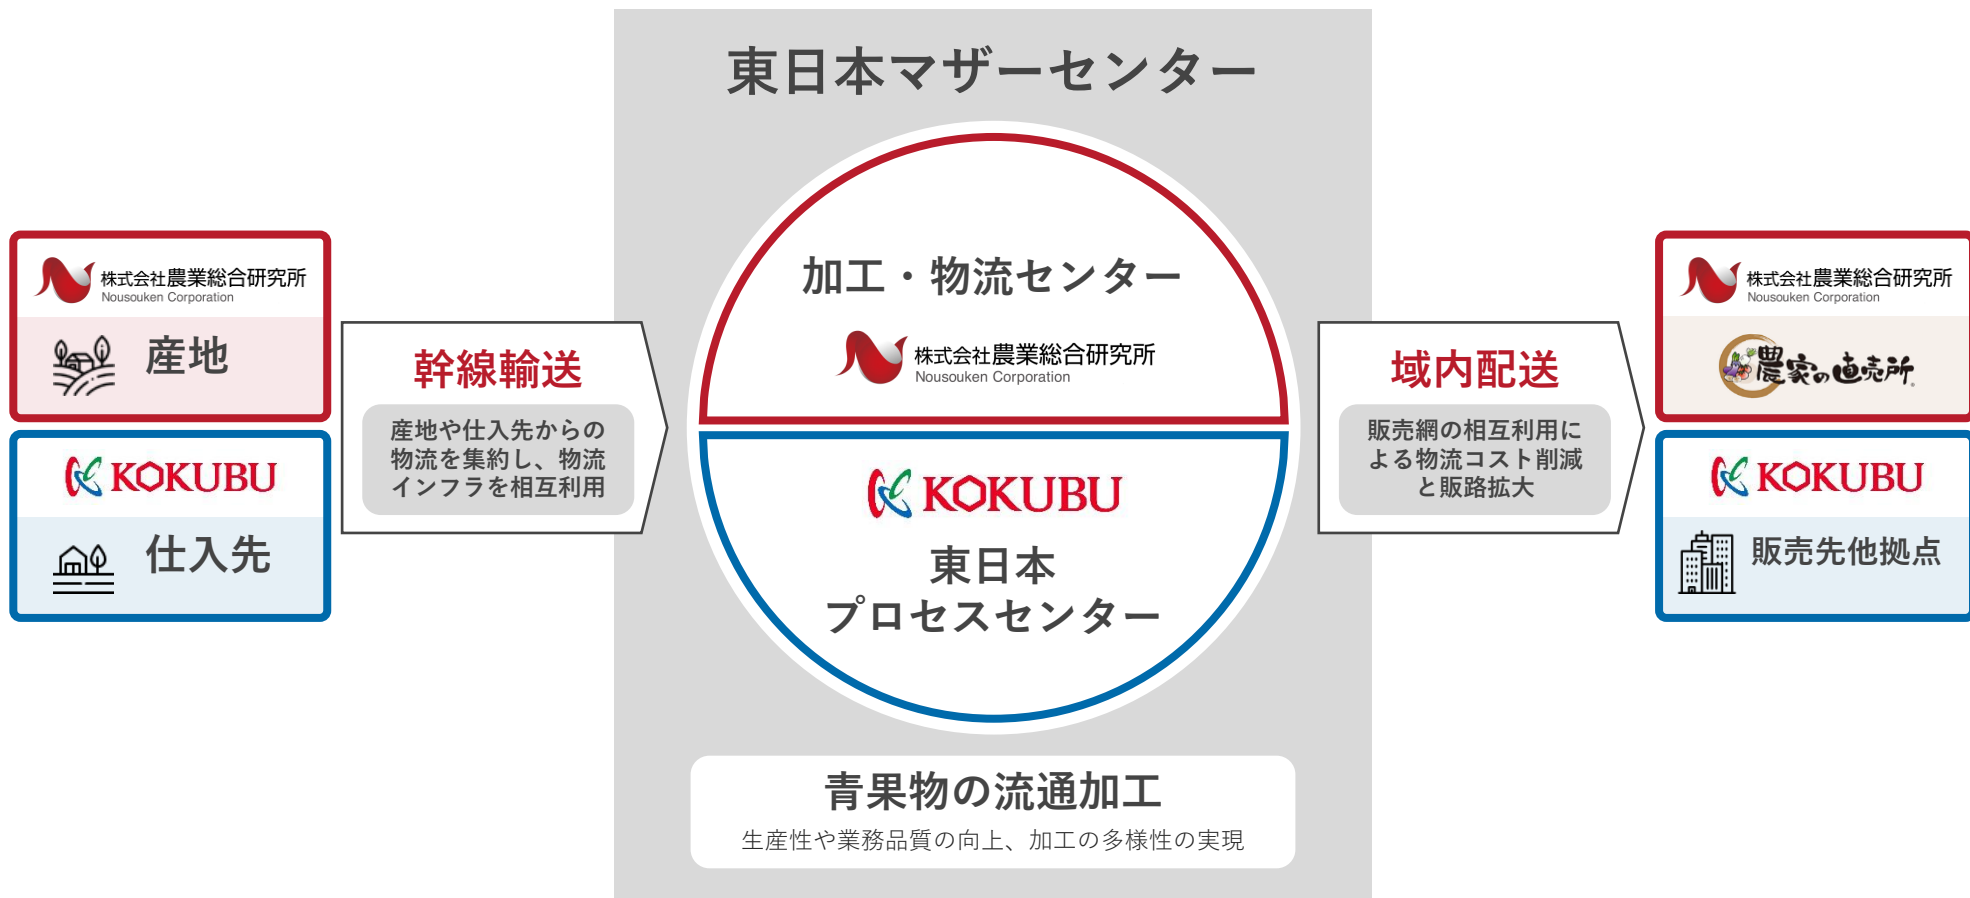 東日本マザーセンター
株式会社農業総合研究所
Nousouken Corporation
産地
KOKUBU
仕入先
幹線輸送
産地や仕入先からの
物流を集約し、物流
インフラを相互利用
加工・物流センター
株式会社農業総合研究所
Nousouken Corporation
KOKUBU
東日本
プロセスセンター
青果物の流通加工
生産性や業務品質の向上、加工の多様性の実現
域内配送
販売網の相互利用に
よる物流コスト削減
と販路拡大
株式会社農業総合研究所
Nousouken Corporation
農家の直売所
KOKUBU
販売先他拠点